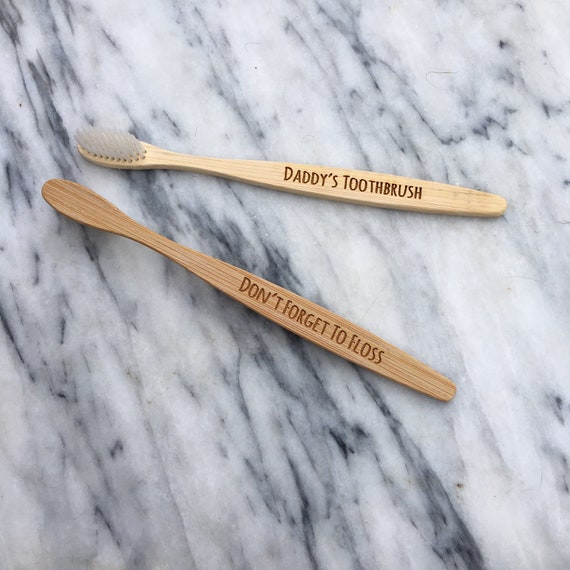 Daddy's Toothbrush
Don't Forget To Floss